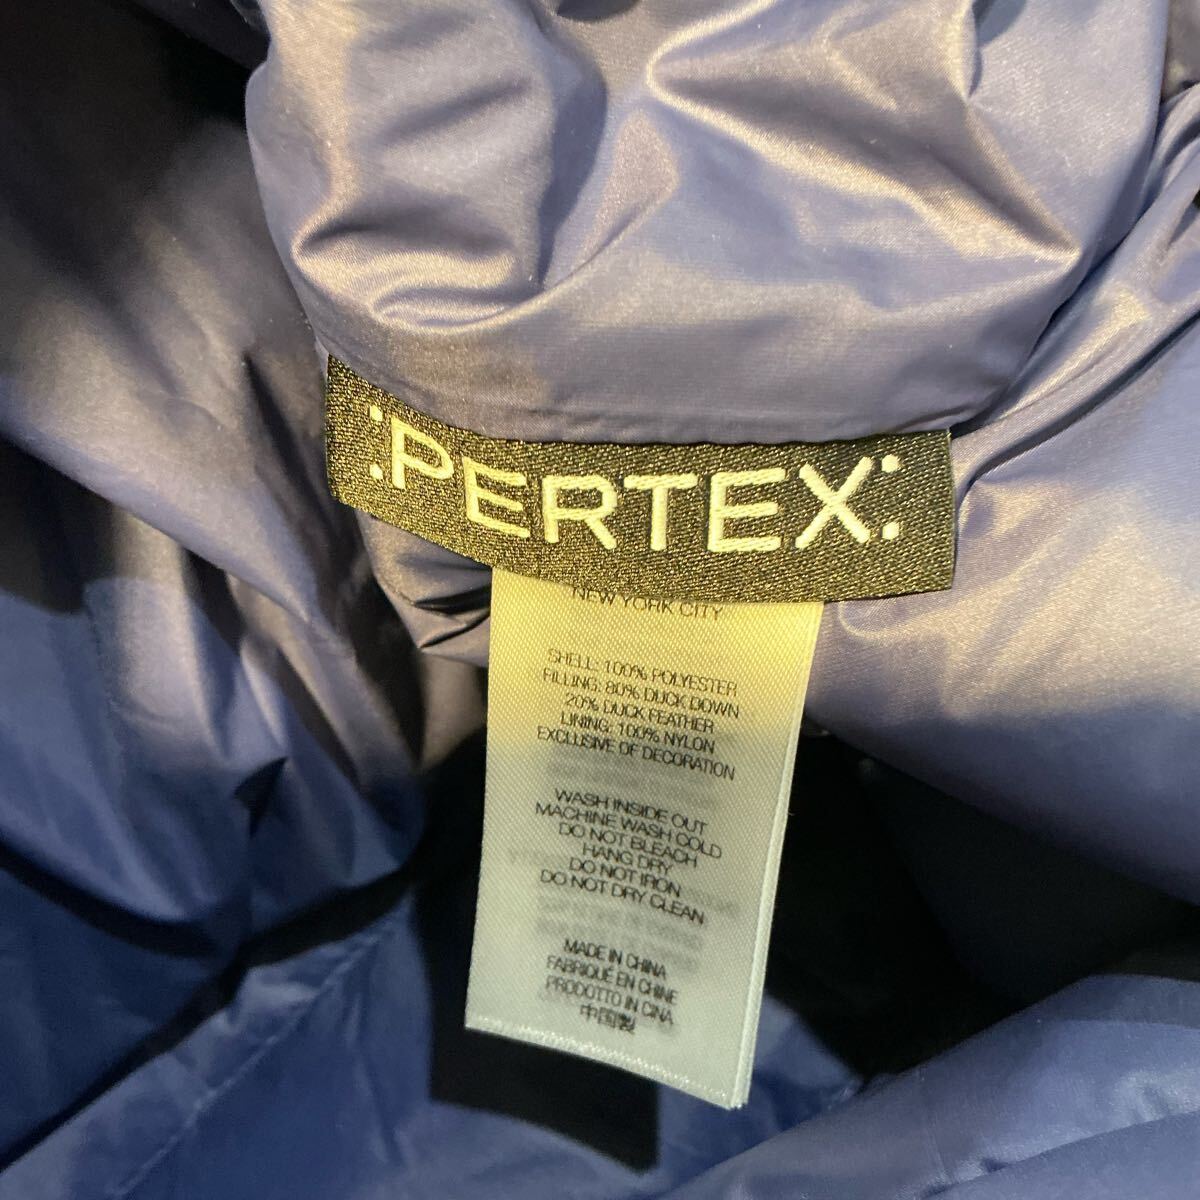 :PERTEX:
NEW YORK CITY
SHELL: 100% POLYESTER
FILLING: 80% DUCK DOWN
20% DUCK FEATHER
LINING: 100% NYLON
EXCLUSIVE OF DECORATION
WASH INSIDE OUT
MACHINE WASH COLD
DO NOT BLEACH
HANG DRY
DO NOT IRON
DO NOT DRY CLEAN
MADE IN CHINA
FABRIQUÉ EN CHINE
PRODOTTO IN CINA
中国製